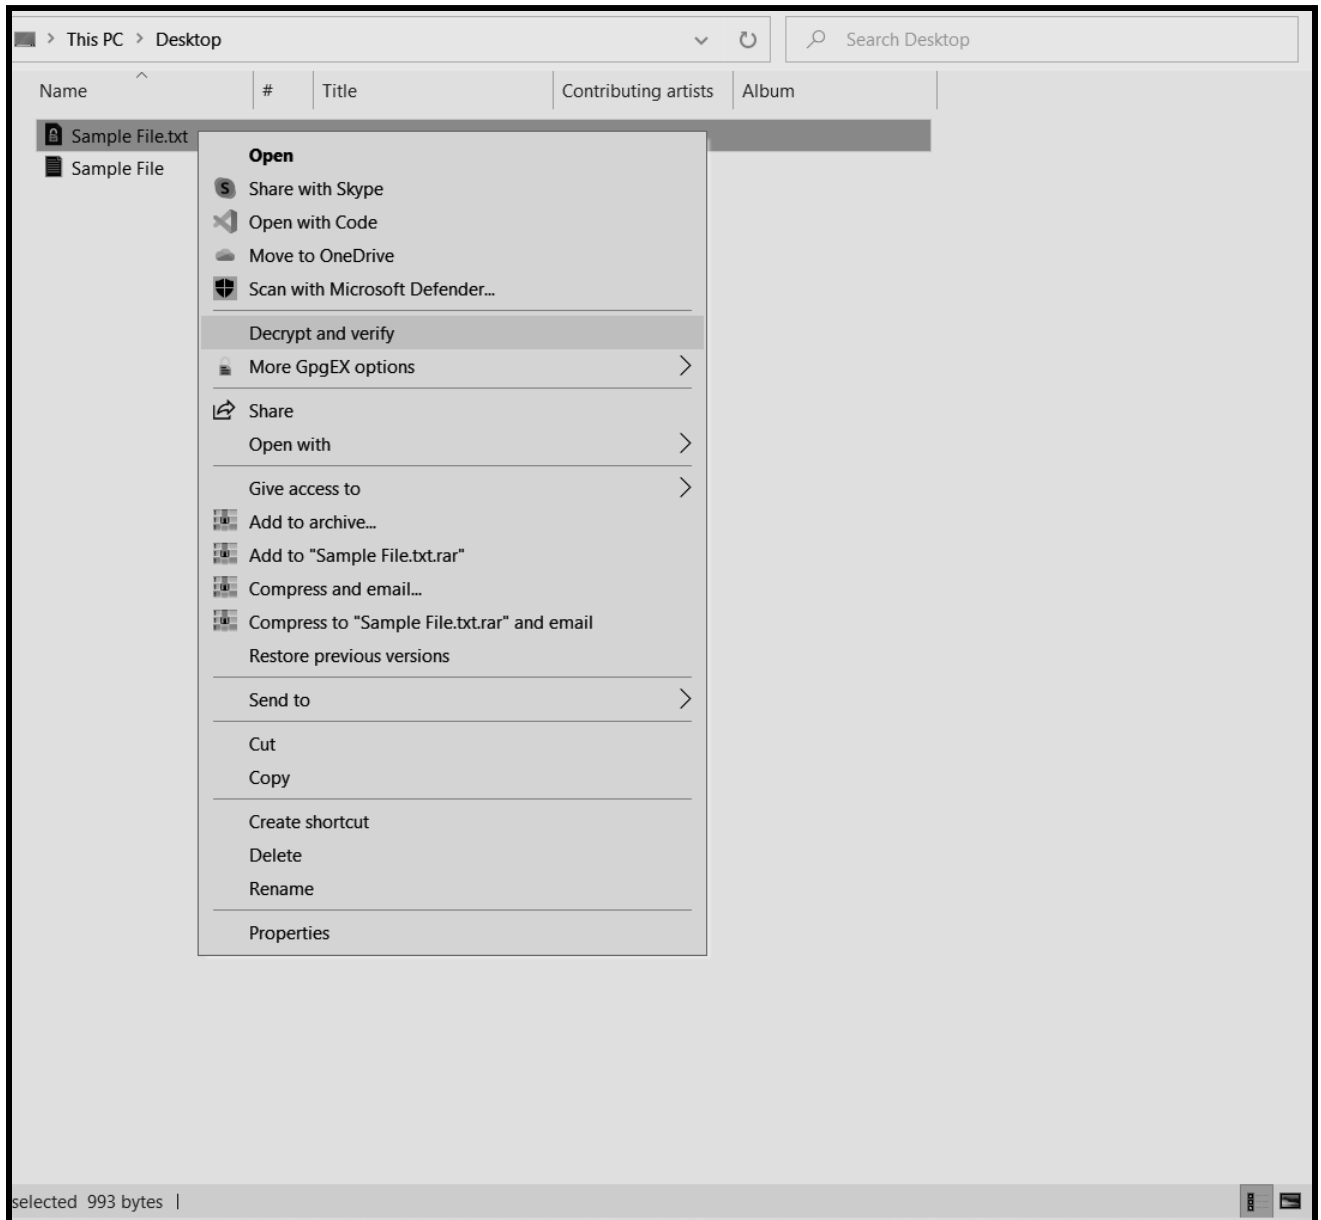 This PC > Desktop
Search Desktop
Name # Title Contributing artists Album
Sample File.txt
Sample File
Open
Share with Skype
Open with Code
Move to OneDrive
Scan with Microsoft Defender...
Decrypt and verify
More GpgEX options
Share
Open with
Give access to
Add to archive...
Add to "Sample File.txt.rar"
Compress and email...
Compress to "Sample File.txt.rar" and email
Restore previous versions
Send to
Cut
Copy
Create shortcut
Delete
Rename
Properties
selected 993 bytes